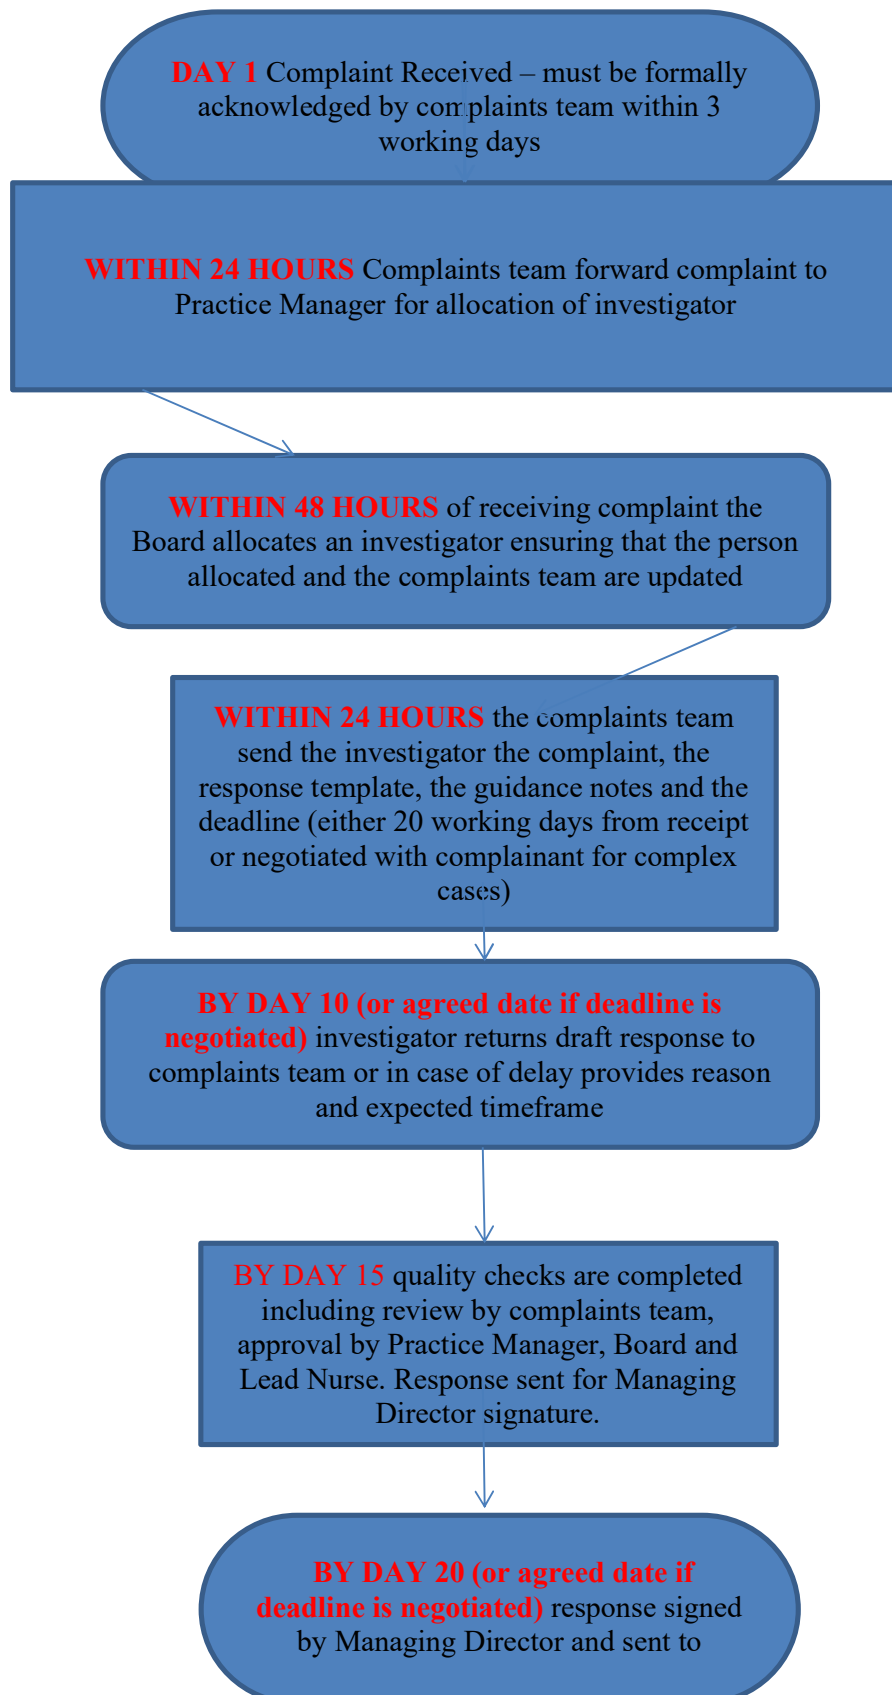 DAY 1 Complaint Received – must be formally
acknowledged by complaints team within 3
working days
WITHIN 24 HOURS Complaints team forward complaint to
Practice Manager for allocation of investigator
WITHIN 48 HOURS of receiving complaint the
Board allocates an investigator ensuring that the person
allocated and the complaints team are updated
WITHIN 24 HOURS the complaints team
send the investigator the complaint, the
response template, the guidance notes and the
deadline (either 20 working days from receipt
or negotiated with complainant for complex
cases)
BY DAY 10 (or agreed date if deadline is
negotiated) investigator returns draft response to
complaints team or in case of delay provides reason
and expected timeframe
BY DAY 15 quality checks are completed
including review by complaints team,
approval by Practice Manager, Board and
Lead Nurse. Response sent for Managing
Director signature.
BY DAY 20 (or agreed date if
deadline is negotiated) response signed
by Managing Director and sent to